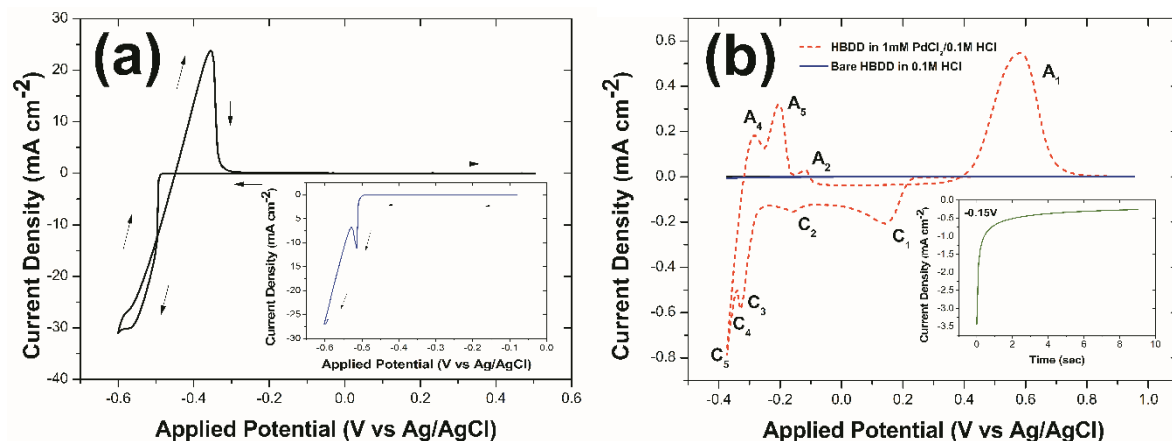 (a)
30
20
10
0
-10
-20
-30
-40
Current Density (mA cm-2)
-0.6 -0.4 -0.2 0.0 0.2 0.4 0.6
Applied Potential (V vs Ag/AgCl)
0
-5
-10
-15
-20
-25
-30
Current Density (mA cm-2)
-0.6 -0.5 -0.4 -0.3 -0.2 -0.1 0.0
Applied Potential (V vs Ag/AgCl)
(b)
HBDD in 1mM PdCl2/0.1M HCl
Bare HBDD in 0.1M HCl
0.6
0.4
0.2
0.0
-0.2
-0.4
-0.6
-0.8
Current Density (mA cm-2)
A1
A4
A5
A2
C2
C1
C3
C4
C5
-0.4 -0.2 0.0 0.2 0.4 0.6 0.8 1.0
Applied Potential (V vs Ag/AgCl)
-0.15V
0.0
-0.5
-1.0
-1.5
-2.0
-2.5
-3.0
-3.5
Current Density (mA cm-2)
0 2 4 6 8 10
Time (sec)